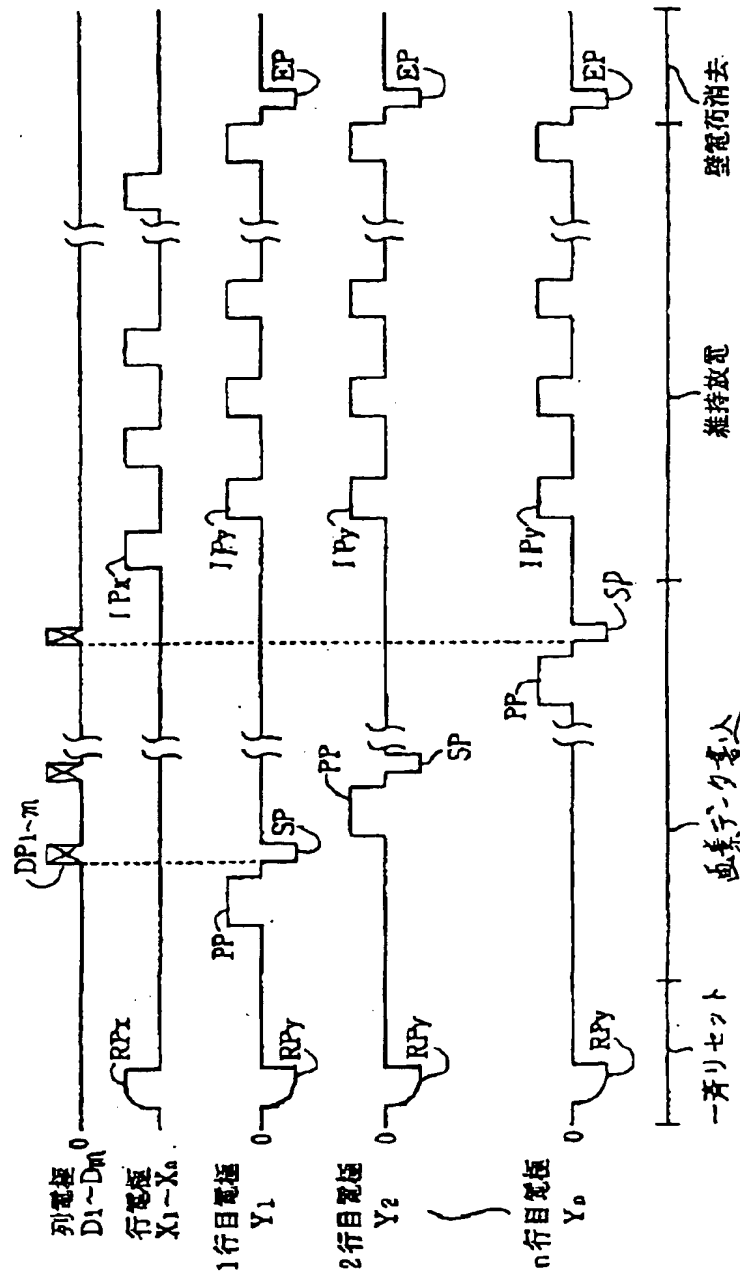 列電極
D1~Dm
0
DP1~m
行電極
X1~Xn
RPx
IPx
1行目電極
Y1
0
RPy
PP
SP
IPy
EP
2行目電極
Y2
0
RPy
PP
SP
IPy
EP
n行目電極
Yn
0
RPy
PP
SP
IPy
EP
一斉リセット
画素データ書込
維持放電
壁電荷消去